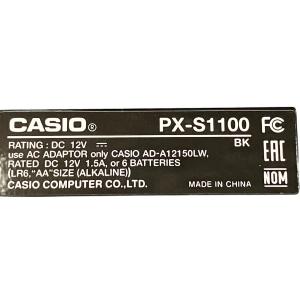 CASIO® PX-S1100 FC
BK
RATING : DC 12V ⎓ EAC
use AC ADAPTOR only CASIO AD-A12150LW,
RATED DC 12V 1.5A, or 6 BATTERIES
(LR6,"AA"SIZE (ALKALINE)) NOM
CASIO COMPUTER CO.,LTD. MADE IN CHINA